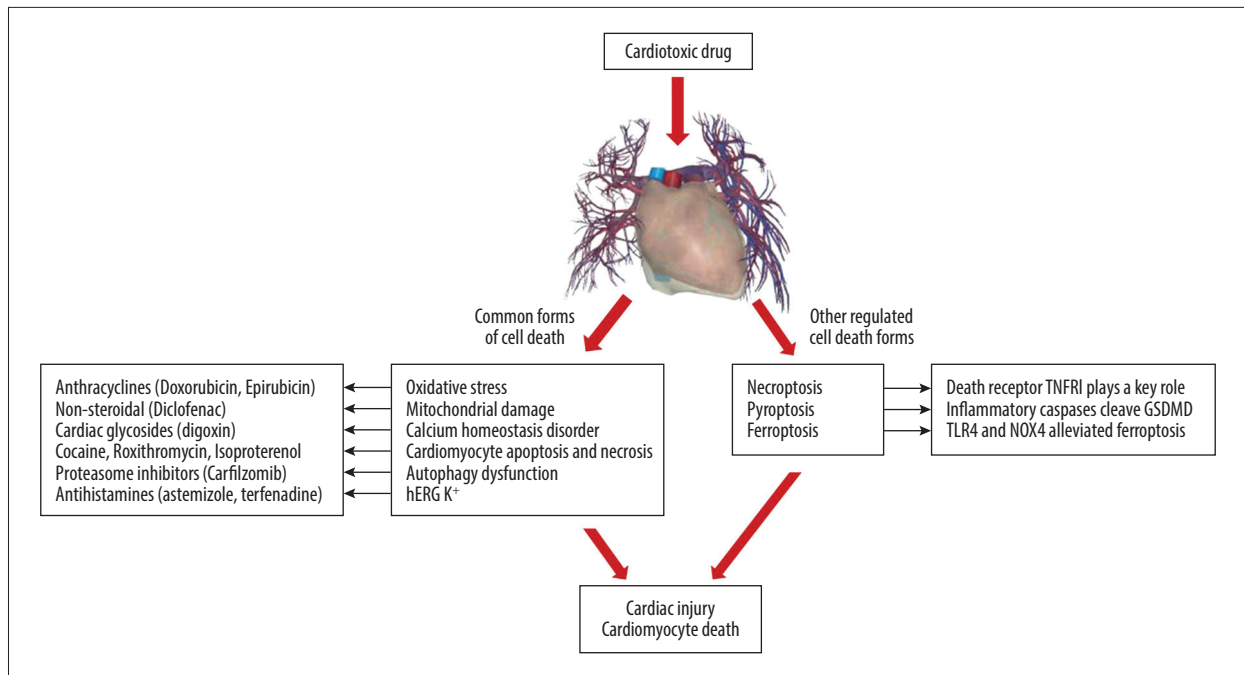 Cardiotoxic drug
Common forms
of cell death
Other regulated
cell death forms
Anthracyclines (Doxorubicin, Epirubicin)
Non-steroidal (Diclofenac)
Cardiac glycosides (digoxin)
Cocaine, Roxithromycin, Isoproterenol
Proteasome inhibitors (Carfilzomib)
Antihistamines (astemizole, terfenadine)
Oxidative stress
Mitochondrial damage
Calcium homeostasis disorder
Cardiomyocyte apoptosis and necrosis
Autophagy dysfunction
hERG K⁺
Necroptosis
Pyroptosis
Ferroptosis
Death receptor TNFRI plays a key role
Inflammatory caspases cleave GSDMD
TLR4 and NOX4 alleviated ferroptosis
Cardiac injury
Cardiomyocyte death